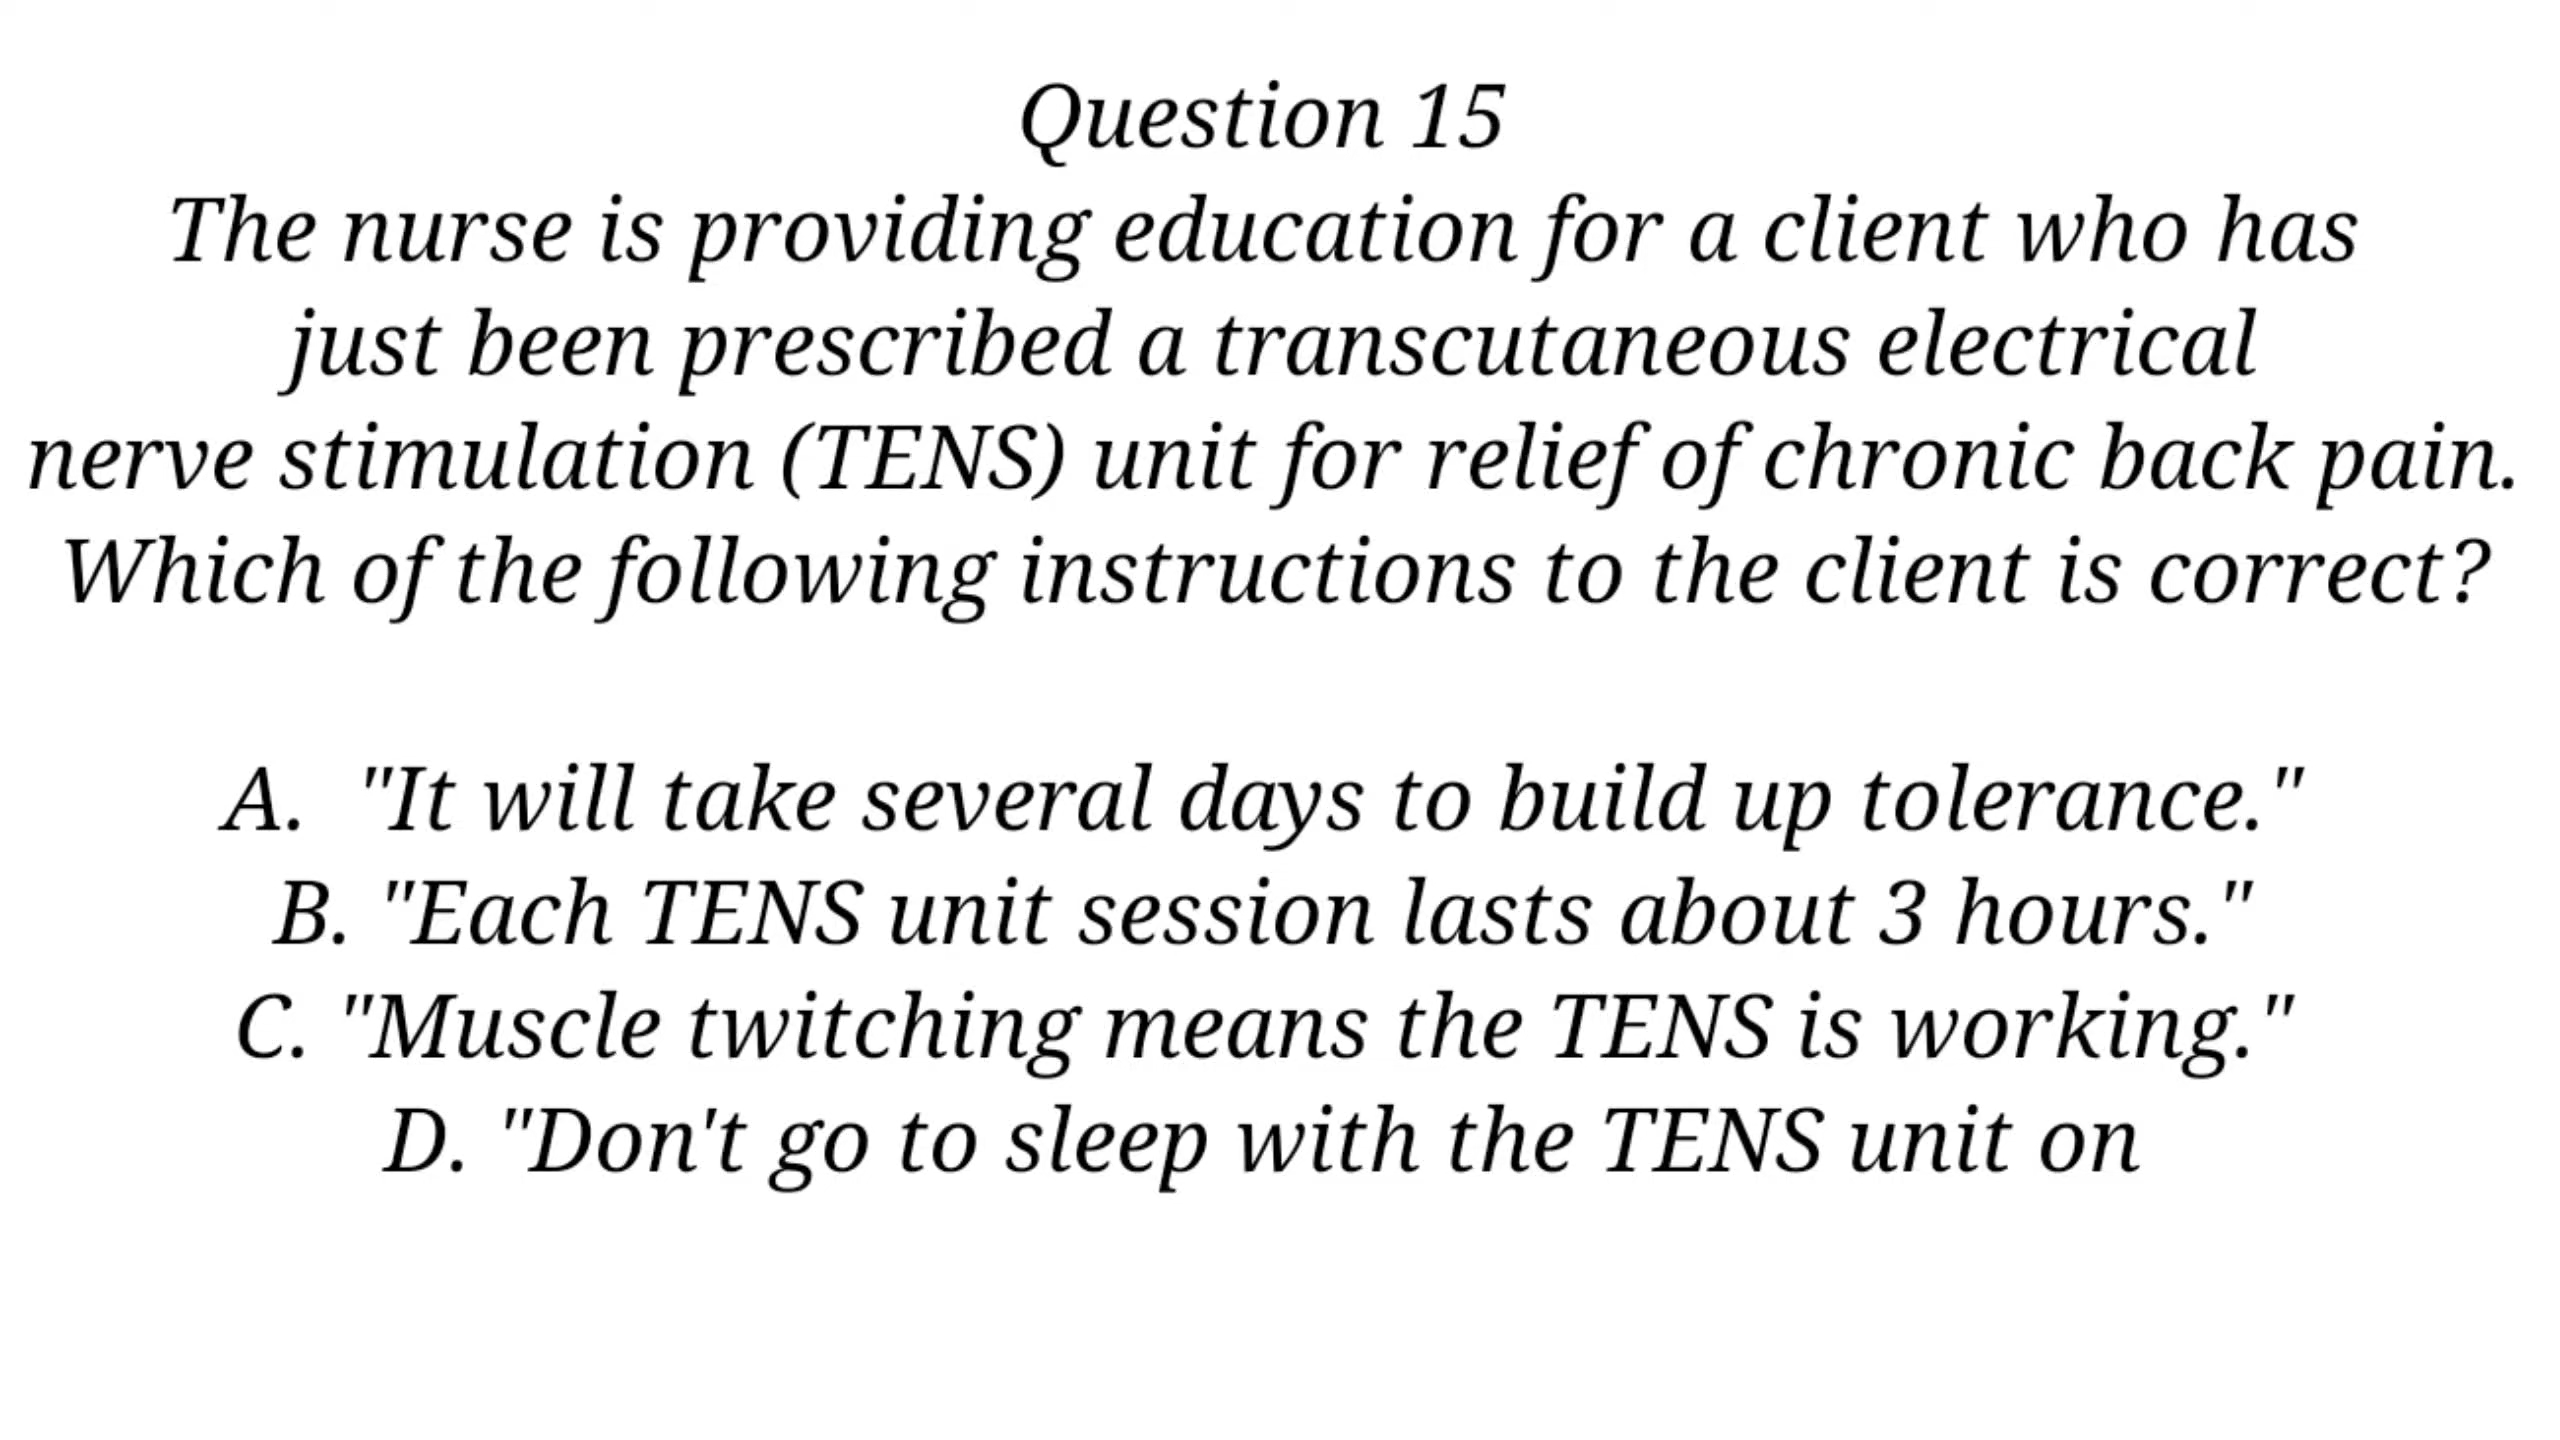 Question 15
The nurse is providing education for a client who has
just been prescribed a transcutaneous electrical
nerve stimulation (TENS) unit for relief of chronic back pain.
Which of the following instructions to the client is correct?
A. "It will take several days to build up tolerance."
B. "Each TENS unit session lasts about 3 hours."
C. "Muscle twitching means the TENS is working."
D. "Don't go to sleep with the TENS unit on